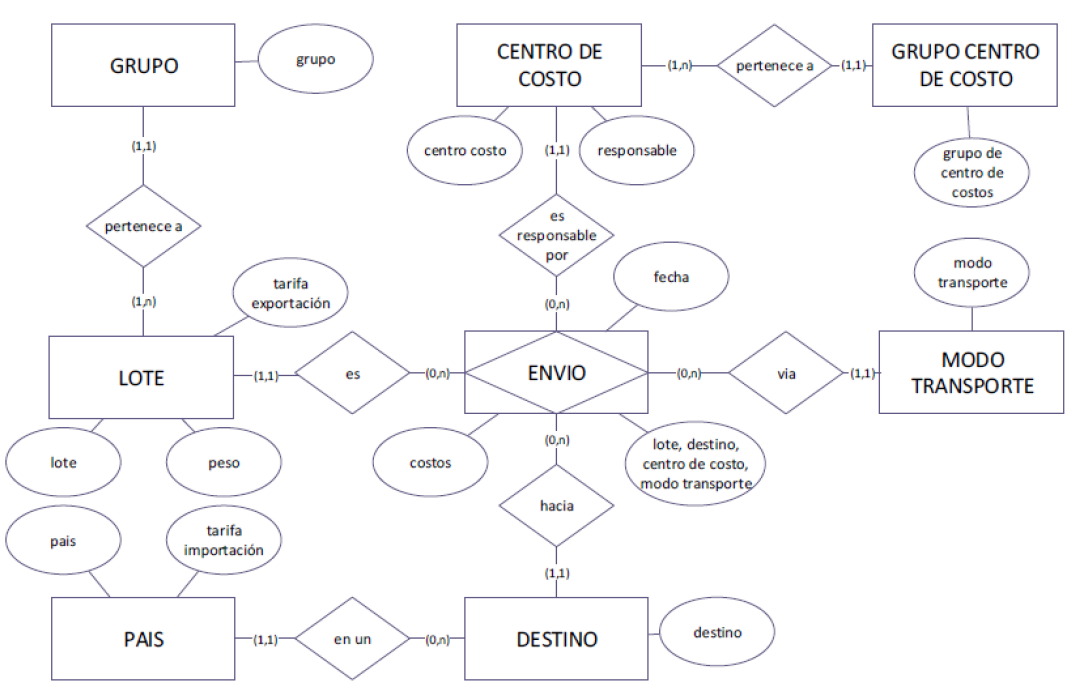 GRUPO
grupo
CENTRO DE
COSTO
(1,n)
pertenece a
(1,1)
GRUPO CENTRO
DE COSTO
(1,1)
centro costo
(1,1)
responsable
grupo de
centro de
costos
pertenece a
es
responsable
por
(1,n)
tarifa
exportación
(0,n)
fecha
modo
transporte
LOTE
(1,1)
es
(0,n)
ENVIO
(0,n)
via
(1,1)
MODO
TRANSPORTE
lote
peso
costos
(0,n)
lote, destino,
centro de costo,
modo transporte
hacia
pais
tarifa
importación
(1,1)
PAIS
(1,1)
en un
(0,n)
DESTINO
destino